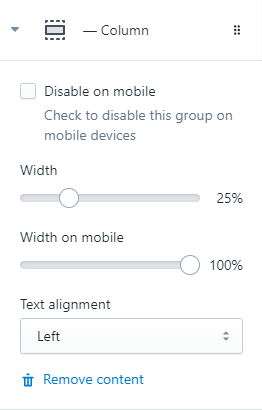 — Column
Disable on mobile
Check to disable this group on
mobile devices
Width
25%
Width on mobile
100%
Text alignment
Left
Remove content